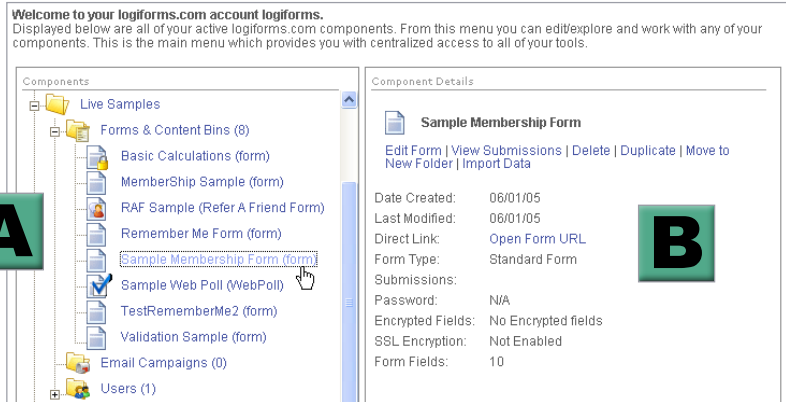 Welcome to your logiforms.com account logiforms.
Displayed below are all of your active logiforms.com components. From this menu you can edit/explore and work with any of your
components. This is the main menu which provides you with centralized access to all of your tools.
Components
Live Samples
Forms & Content Bins (8)
Basic Calculations (form)
MemberShip Sample (form)
RAF Sample (Refer A Friend Form)
Remember Me Form (form)
Sample Membership Form (form)
Sample Web Poll (WebPoll)
TestRememberMe2 (form)
Validation Sample (form)
Email Campaigns (0)
Users (1)
A
Component Details
Sample Membership Form
Edit Form | View Submissions | Delete | Duplicate | Move to
New Folder | Import Data
Date Created: 06/01/05
Last Modified: 06/01/05
Direct Link: Open Form URL
Form Type: Standard Form
Submissions:
Password: N/A
Encrypted Fields: No Encrypted fields
SSL Encryption: Not Enabled
Form Fields: 10
B